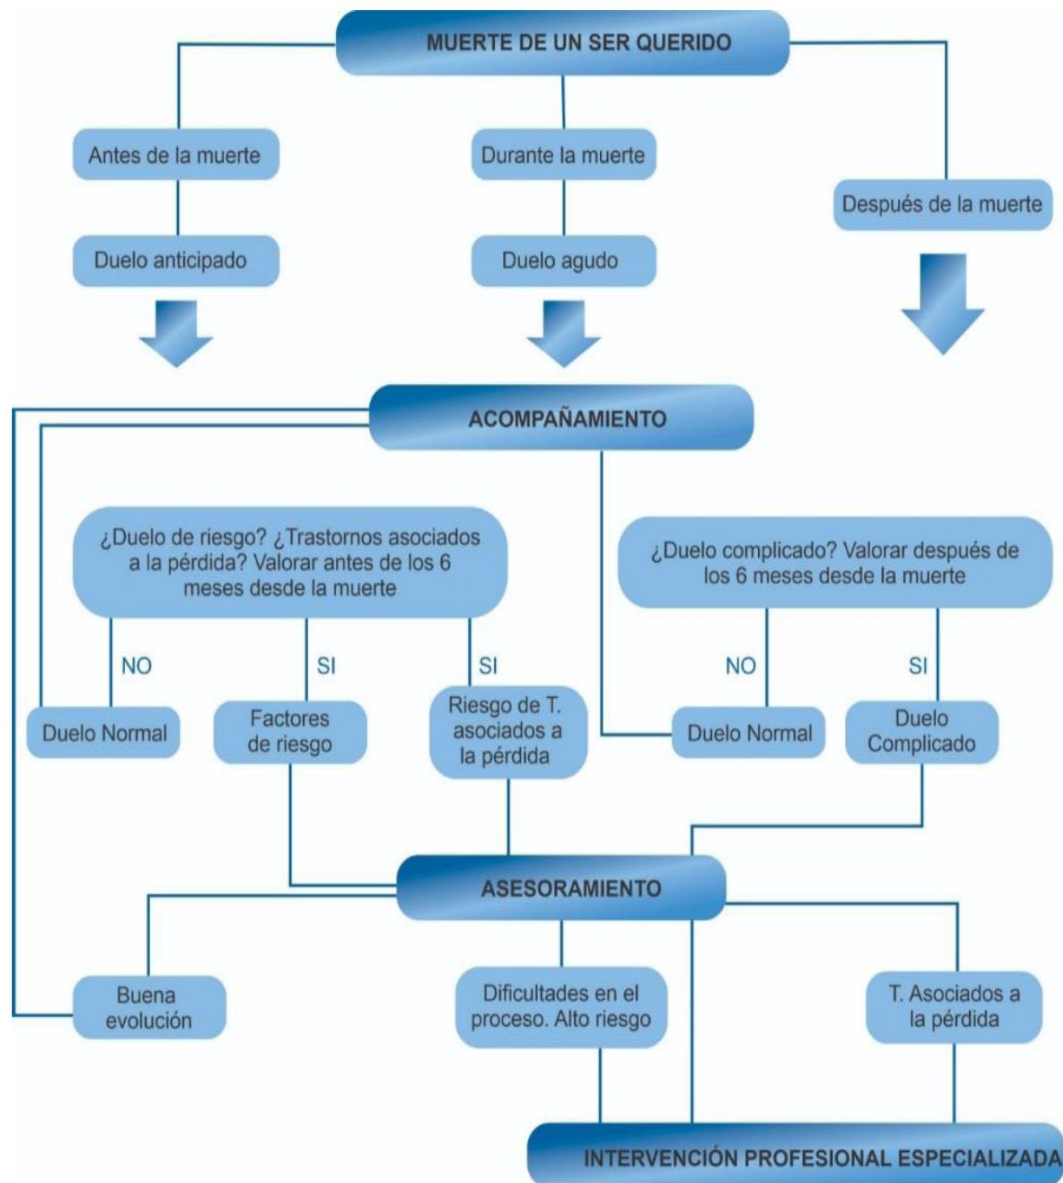 MUERTE DE UN SER QUERIDO
Antes de la muerte
Durante la muerte
Después de la muerte
Duelo anticipado
Duelo agudo
ACOMPAÑAMIENTO
¿Duelo de riesgo? ¿Trastornos asociados
a la pérdida? Valorar antes de los 6
meses desde la muerte
¿Duelo complicado? Valorar después de
los 6 meses desde la muerte
NO
SI
SI
NO
SI
Duelo Normal
Factores
de riesgo
Riesgo de T.
asociados a
la pérdida
Duelo Normal
Duelo
Complicado
ASESORAMIENTO
Buena
evolución
Dificultades en el
proceso. Alto riesgo
T. Asociados a
la pérdida
INTERVENCIÓN PROFESIONAL ESPECIALIZADA